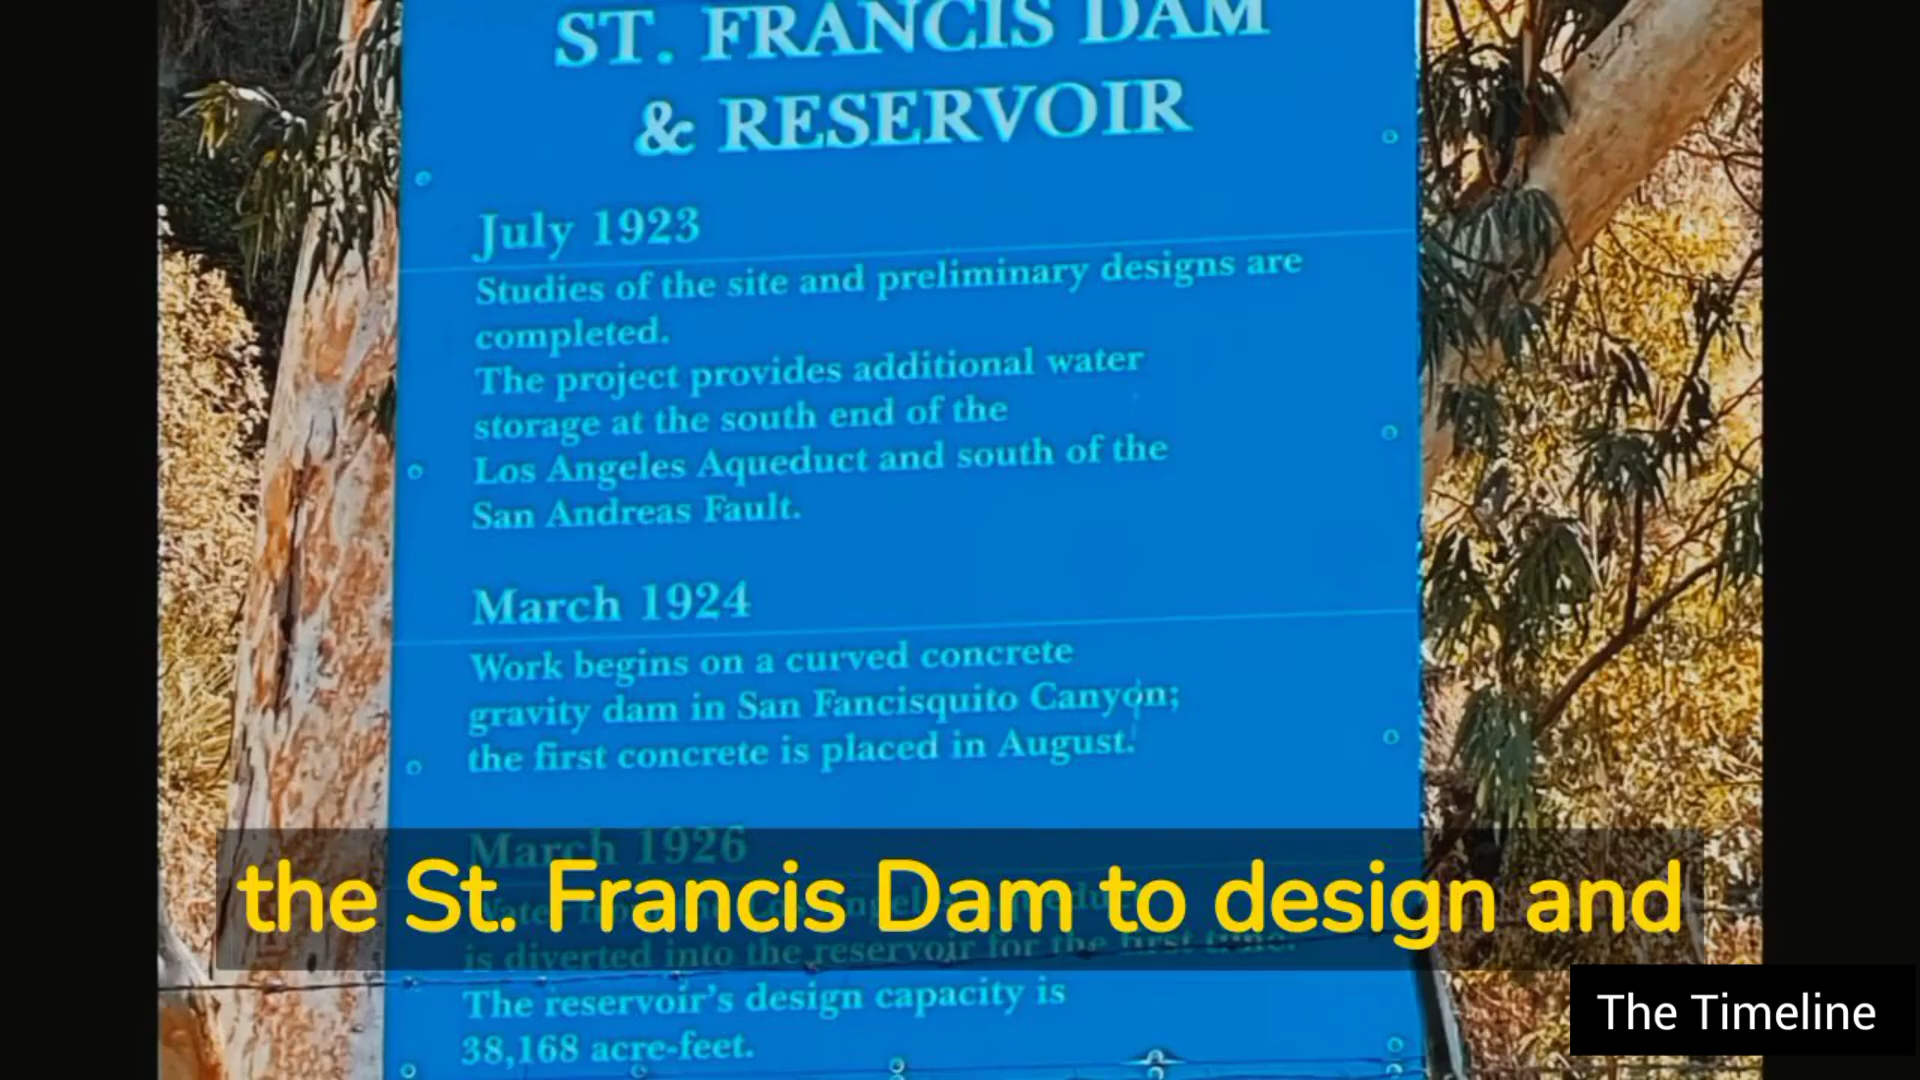 ST. FRANCIS DAM
& RESERVOIR
July 1923
Studies of the site and preliminary designs are
completed.
The project provides additional water
storage at the south end of the
Los Angeles Aqueduct and south of the
San Andreas Fault.
March 1924
Work begins on a curved concrete
gravity dam in San Fancisquito Canyon;
the first concrete is placed in August.
March 1926
is diverted into the reservoir for the first time.
The reservoir's design capacity is
38,168 acre-feet.
the St. Francis Dam to design and
The Timeline